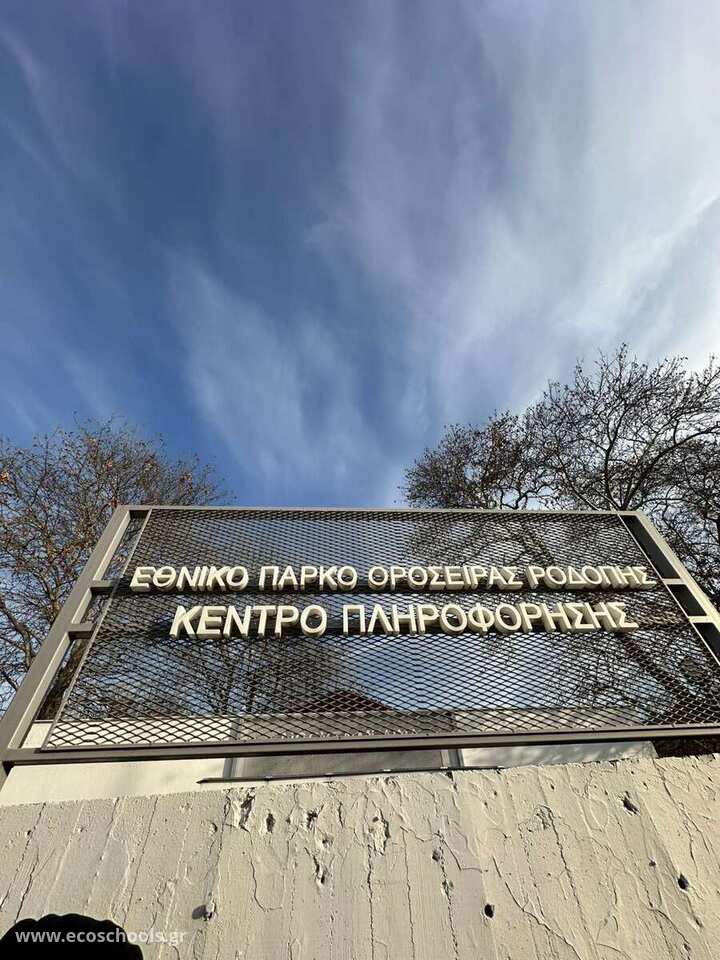 ΕΘΝΙΚΟ ΠΑΡΚΟ ΟΡΟΣΕΙΡΑΣ ΡΟΔΟΠΗΣ
ΚΕΝΤΡΟ ΠΛΗΡΟΦΟΡΗΣΗΣ
www.ecoschools.gr